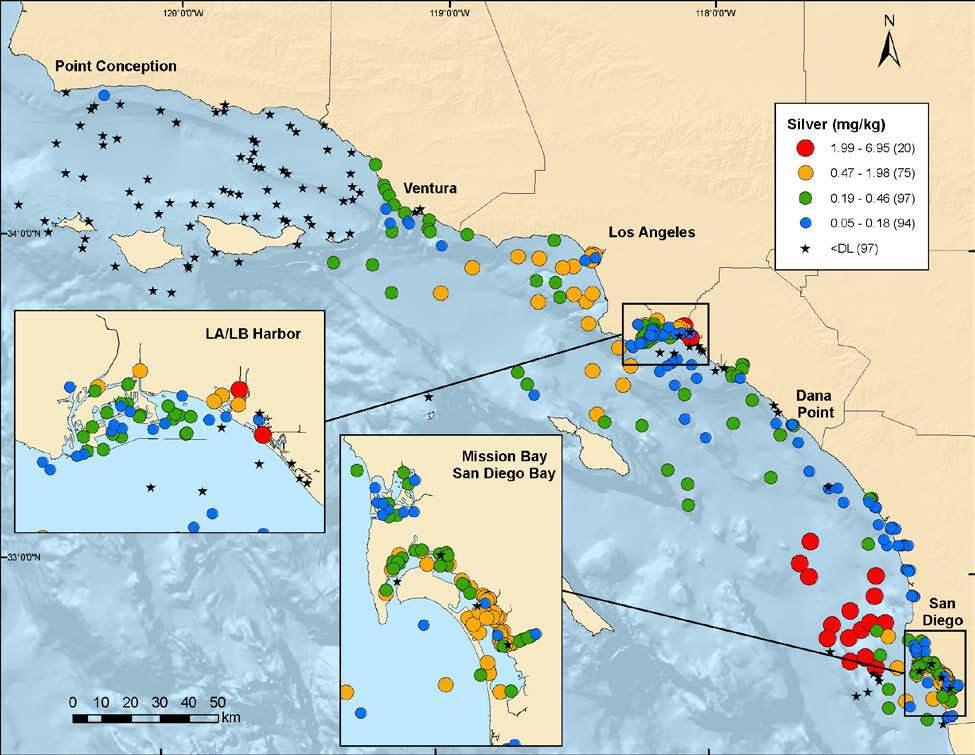 120°0'0"W
119°0'0"W
118°0'0"W
N
Point Conception
Silver (mg/kg)
1.99 - 6.95 (20)
0.47 - 1.98 (75)
0.19 - 0.46 (97)
0.05 - 0.18 (94)
<DL (97)
Ventura
34°0'0"N
Los Angeles
LA/LB Harbor
Dana
Point
Mission Bay
San Diego Bay
33°0'0"N
San
Diego
0 10 20 30 40 50
km